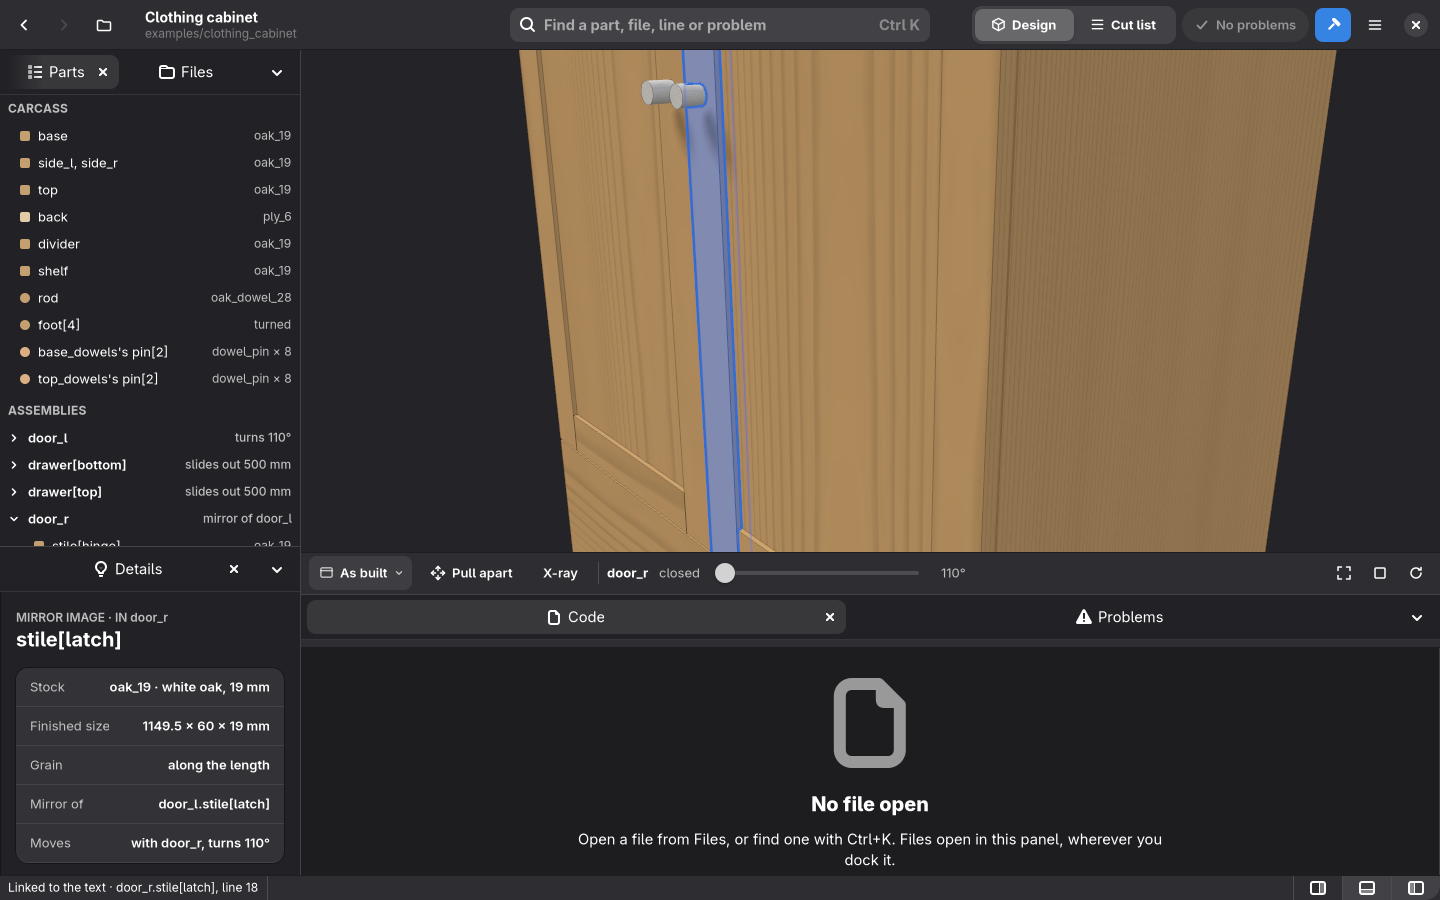 Clothing cabinet
examples/clothing_cabinet
Find a part, file, line or problem
Ctrl K
Design
Cut list
No problems
Parts
Files
CARCASS
base oak_19
side_l, side_r oak_19
top oak_19
back ply_6
divider oak_19
shelf oak_19
rod oak_dowel_28
foot[4] turned
base_dowels's pin[2] dowel_pin × 8
top_dowels's pin[2] dowel_pin × 8
ASSEMBLIES
door_l turns 110°
drawer[bottom] slides out 500 mm
drawer[top] slides out 500 mm
door_r mirror of door_l
stile[hinge] oak_19
Details
MIRROR IMAGE · IN door_r
stile[latch]
Stock oak_19 · white oak, 19 mm
Finished size 1149.5 × 60 × 19 mm
Grain along the length
Mirror of door_l.stile[latch]
Moves with door_r, turns 110°
As built
Pull apart
X-ray
door_r closed
110°
Code
Problems
No file open
Open a file from Files, or find one with Ctrl+K. Files open in this panel, wherever you
dock it.
Linked to the text · door_r.stile[latch], line 18